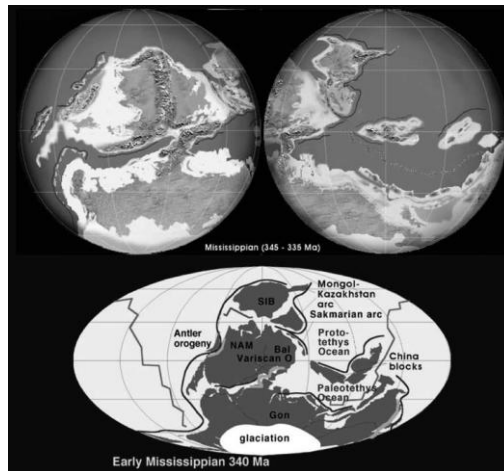 Mississippian (345 - 335 Ma)
Mongol-
Kazakhstan
arc
Sakmarian arc
SIB
Antler
orogeny
NAM
Bal
Variscan O
Proto-
tethys
Ocean
China
blocks
Paleotethys
Ocean
Gon
glaciation
Early Mississippian 340 Ma